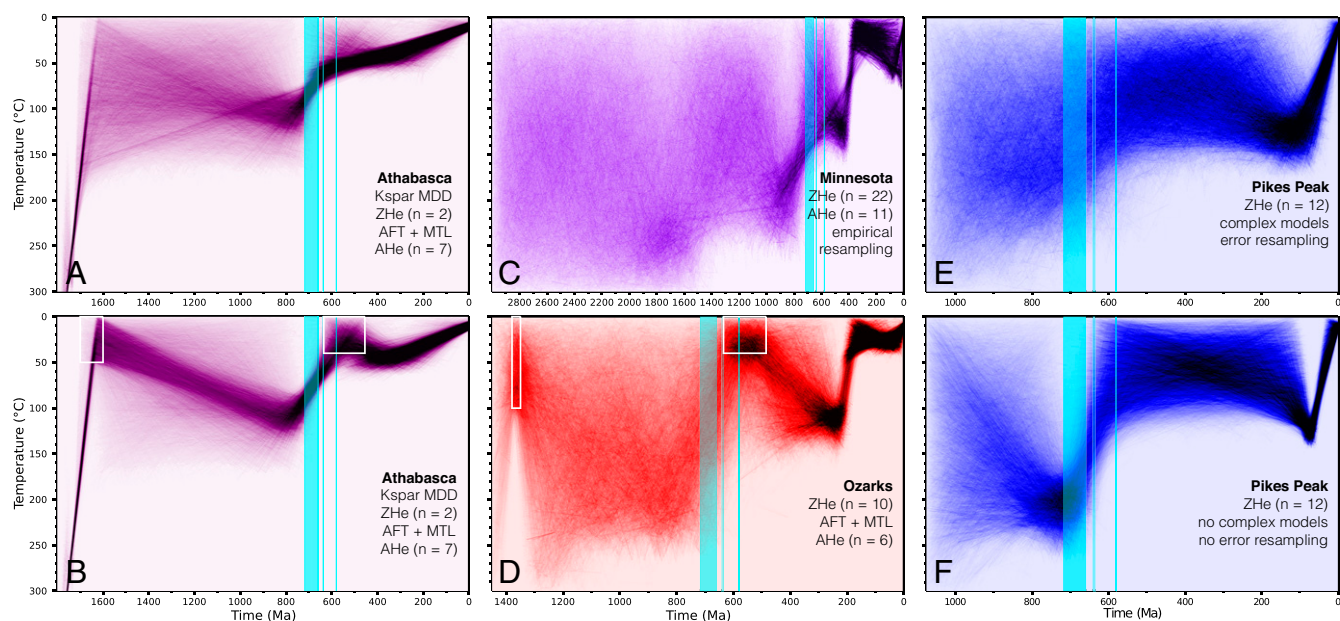 0
50
100
150
200
250
300
Temperature (°C)
1600 1400 1200 1000 800 600 400 200 0
Athabasca
Kspar MDD
ZHe (n = 2)
AFT + MTL
AHe (n = 7)
A
2800 2600 2400 2200 2000 1800 1600 1400 1200 1000 800 600 400 200 0
Minnesota
ZHe (n = 22)
AHe (n = 11)
empirical
resampling
C
1000 800 600 400 200 0
Pikes Peak
ZHe (n = 12)
complex models
error resampling
E
0
50
100
150
200
250
300
Temperature (°C)
1600 1400 1200 1000 800 600 400 200 0
Time (Ma)
Athabasca
Kspar MDD
ZHe (n = 2)
AFT + MTL
AHe (n = 7)
B
1400 1200 1000 800 600 400 200 0
Time (Ma)
Ozarks
ZHe (n = 10)
AFT + MTL
AHe (n = 6)
D
1000 800 600 400 200 0
Time (Ma)
Pikes Peak
ZHe (n = 12)
no complex models
no error resampling
F